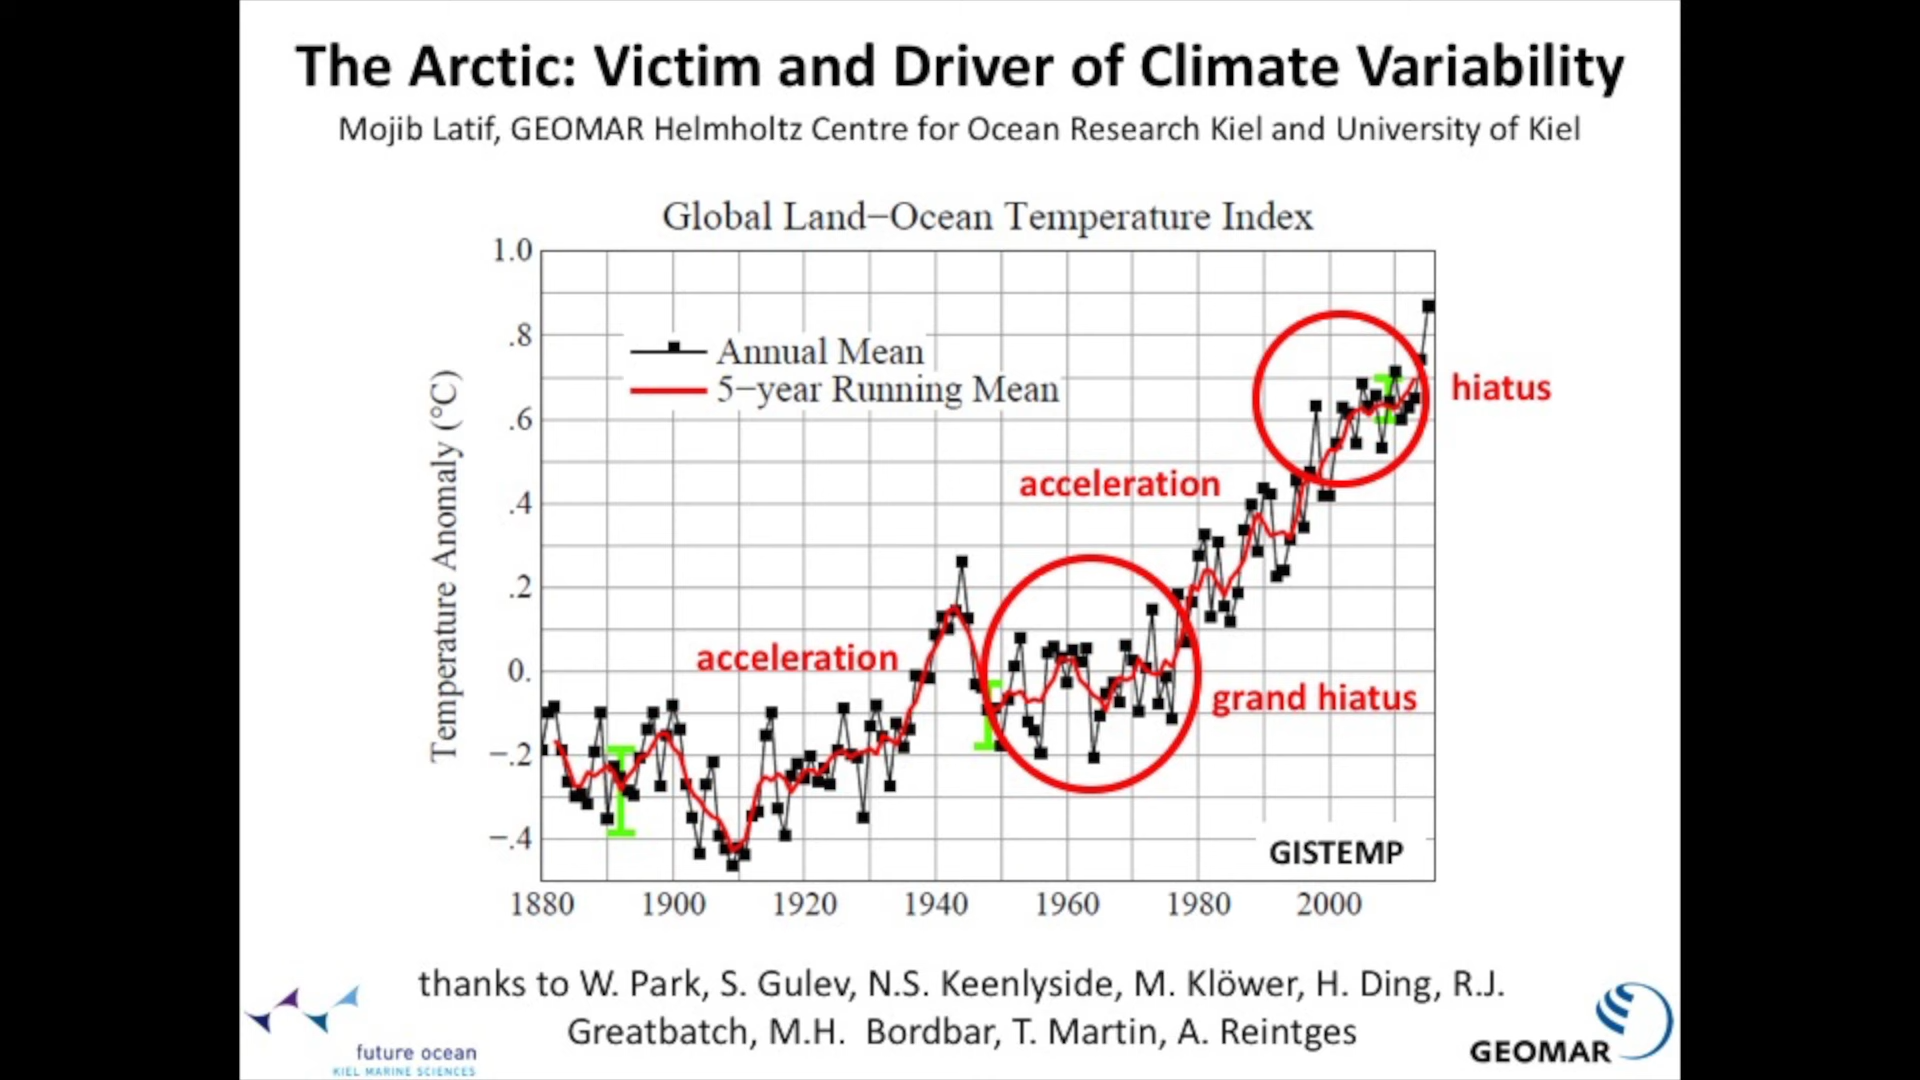 The Arctic: Victim and Driver of Climate Variability
Mojib Latif, GEOMAR Helmholtz Centre for Ocean Research Kiel and University of Kiel
Global Land−Ocean Temperature Index
1.0
.8
.6
.4
.2
0.
−.2
−.4
Temperature Anomaly (°C)
Annual Mean
5−year Running Mean
hiatus
acceleration
acceleration
grand hiatus
GISTEMP
1880 1900 1920 1940 1960 1980 2000
thanks to W. Park, S. Gulev, N.S. Keenlyside, M. Klöwer, H. Ding, R.J.
Greatbatch, M.H. Bordbar, T. Martin, A. Reintges
future ocean
KIEL MARINE SCIENCES
GEOMAR